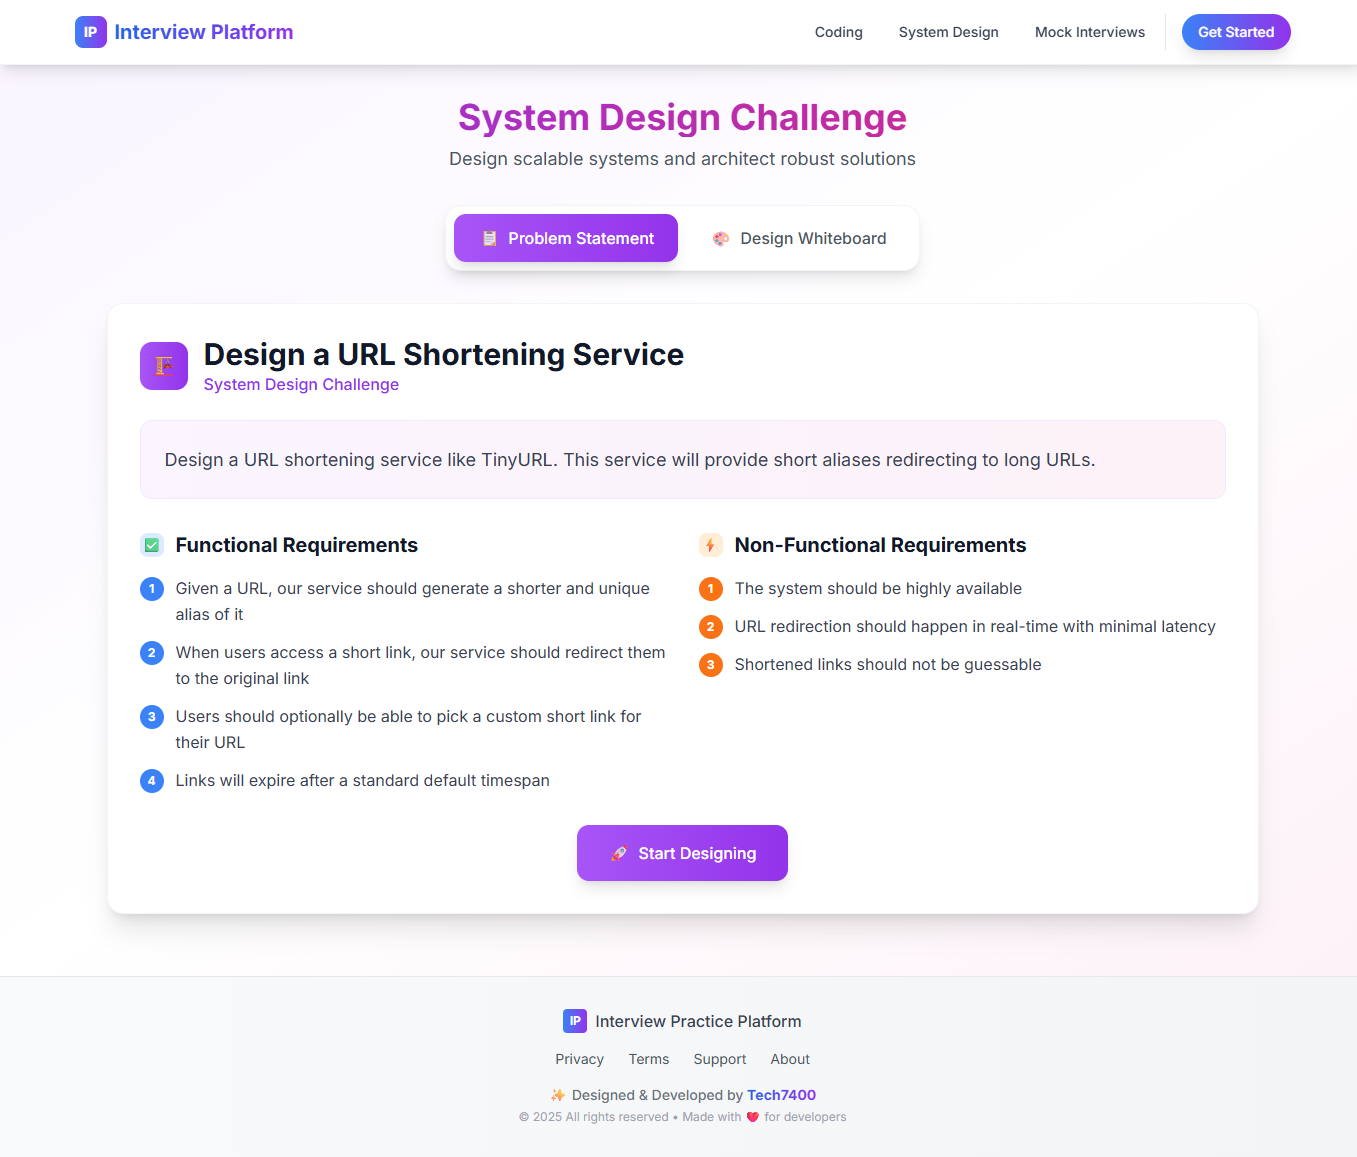 IP Interview Platform
Coding
System Design
Mock Interviews
Get Started
System Design Challenge
Design scalable systems and architect robust solutions
Problem Statement
Design Whiteboard
Design a URL Shortening Service
System Design Challenge
Design a URL shortening service like TinyURL. This service will provide short aliases redirecting to long URLs.
Functional Requirements
1 Given a URL, our service should generate a shorter and unique
alias of it
2 When users access a short link, our service should redirect them
to the original link
3 Users should optionally be able to pick a custom short link for
their URL
4 Links will expire after a standard default timespan
Non-Functional Requirements
1 The system should be highly available
2 URL redirection should happen in real-time with minimal latency
3 Shortened links should not be guessable
Start Designing
IP Interview Practice Platform
Privacy
Terms
Support
About
✨ Designed & Developed by Tech7400
© 2025 All rights reserved • Made with ❤️ for developers